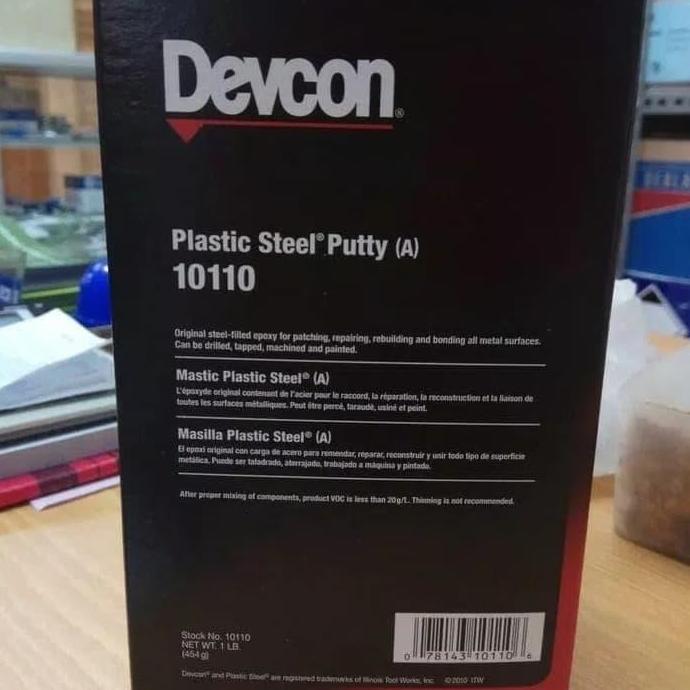 Devcon®
Plastic Steel® Putty (A)
10110
Original steel-filled epoxy for patching, repairing, rebuilding and bonding all metal surfaces.
Can be drilled, tapped, machined and painted.
Mastic Plastic Steel® (A)
L'époxyde original contenant de l'acier pour le raccord, la réparation, la reconstruction et la liaison de
toutes les surfaces métalliques. Peut être percé, taraudé, usiné et peint.
Masilla Plastic Steel® (A)
El epoxi original con carga de acero para remendar, reparar, reconstruir y unir todo tipo de superficie
metálica. Puede ser taladrado, aterrajado, trabajado a máquina y pintado.
After proper mixing of components, product VOC is less than 20g/L. Thinning is not recommended.
Stock No. 10110
NET WT. 1 LB.
(454g)
0 78143 10110 6
Devcon® and Plastic Steel® are registered trademarks of Illinois Tool Works, Inc. ©2010 ITW